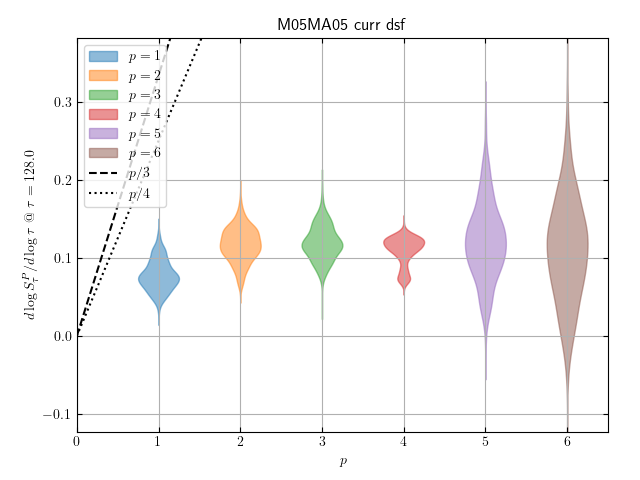 M05MA05 curr dsf
p = 1
p = 2
p = 3
p = 4
p = 5
p = 6
p/3
p/4
d log S_τ^P / d log τ @ τ = 128.0
0.3
0.2
0.1
0.0
−0.1
0
1
2
3
4
5
6
p